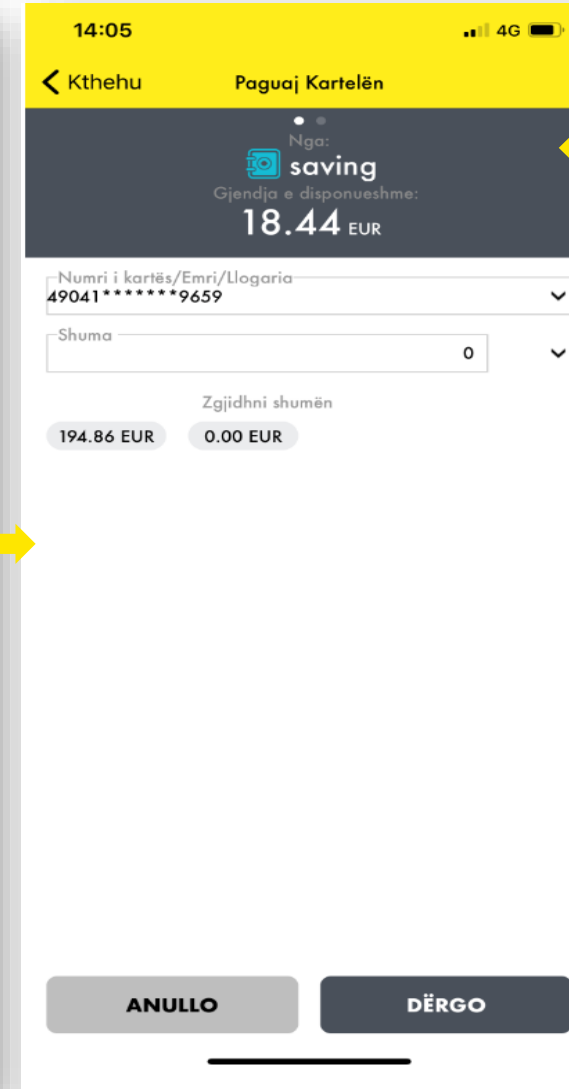 14:05 4G
Kthehu Paguaj Kartelën
Nga:
saving
Gjendja e disponueshme:
18.44 EUR
Numri i kartës/Emri/Llogaria
49041*******9659
Shuma
0
Zgjidhni shumën
194.86 EUR 0.00 EUR
ANULLO DËRGO